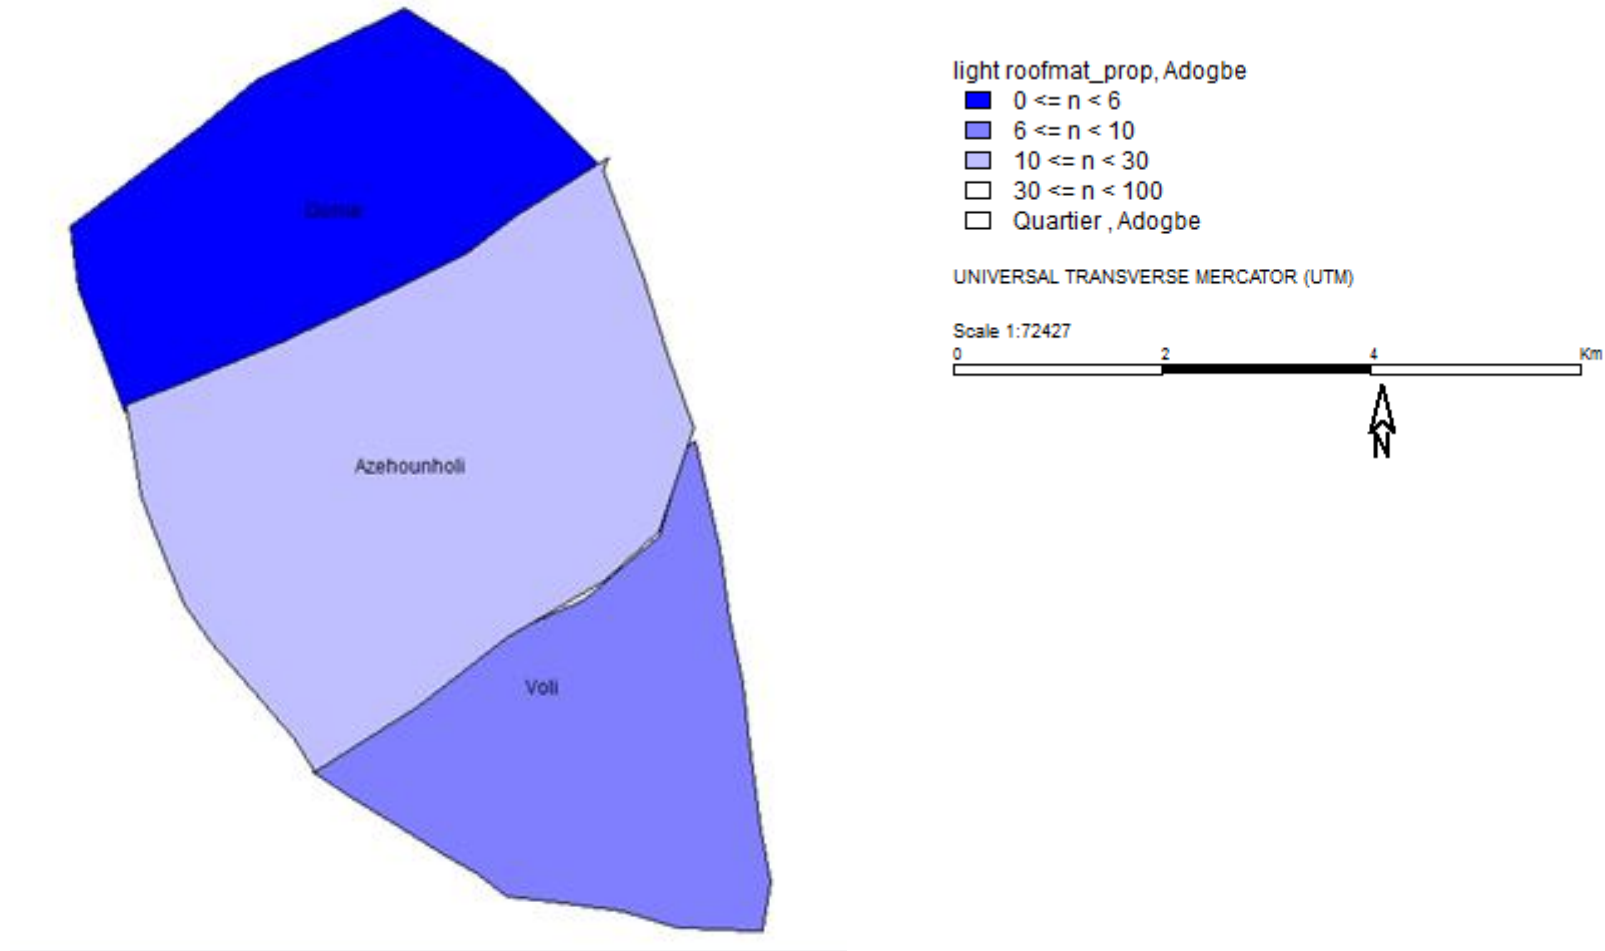 light roofmat_prop, Adogbe
0 <= n < 6
6 <= n < 10
10 <= n < 30
30 <= n < 100
Quartier , Adogbe
UNIVERSAL TRANSVERSE MERCATOR (UTM)
Scale 1:72427
0 2 4 Km
N
Azehounholi
Voli